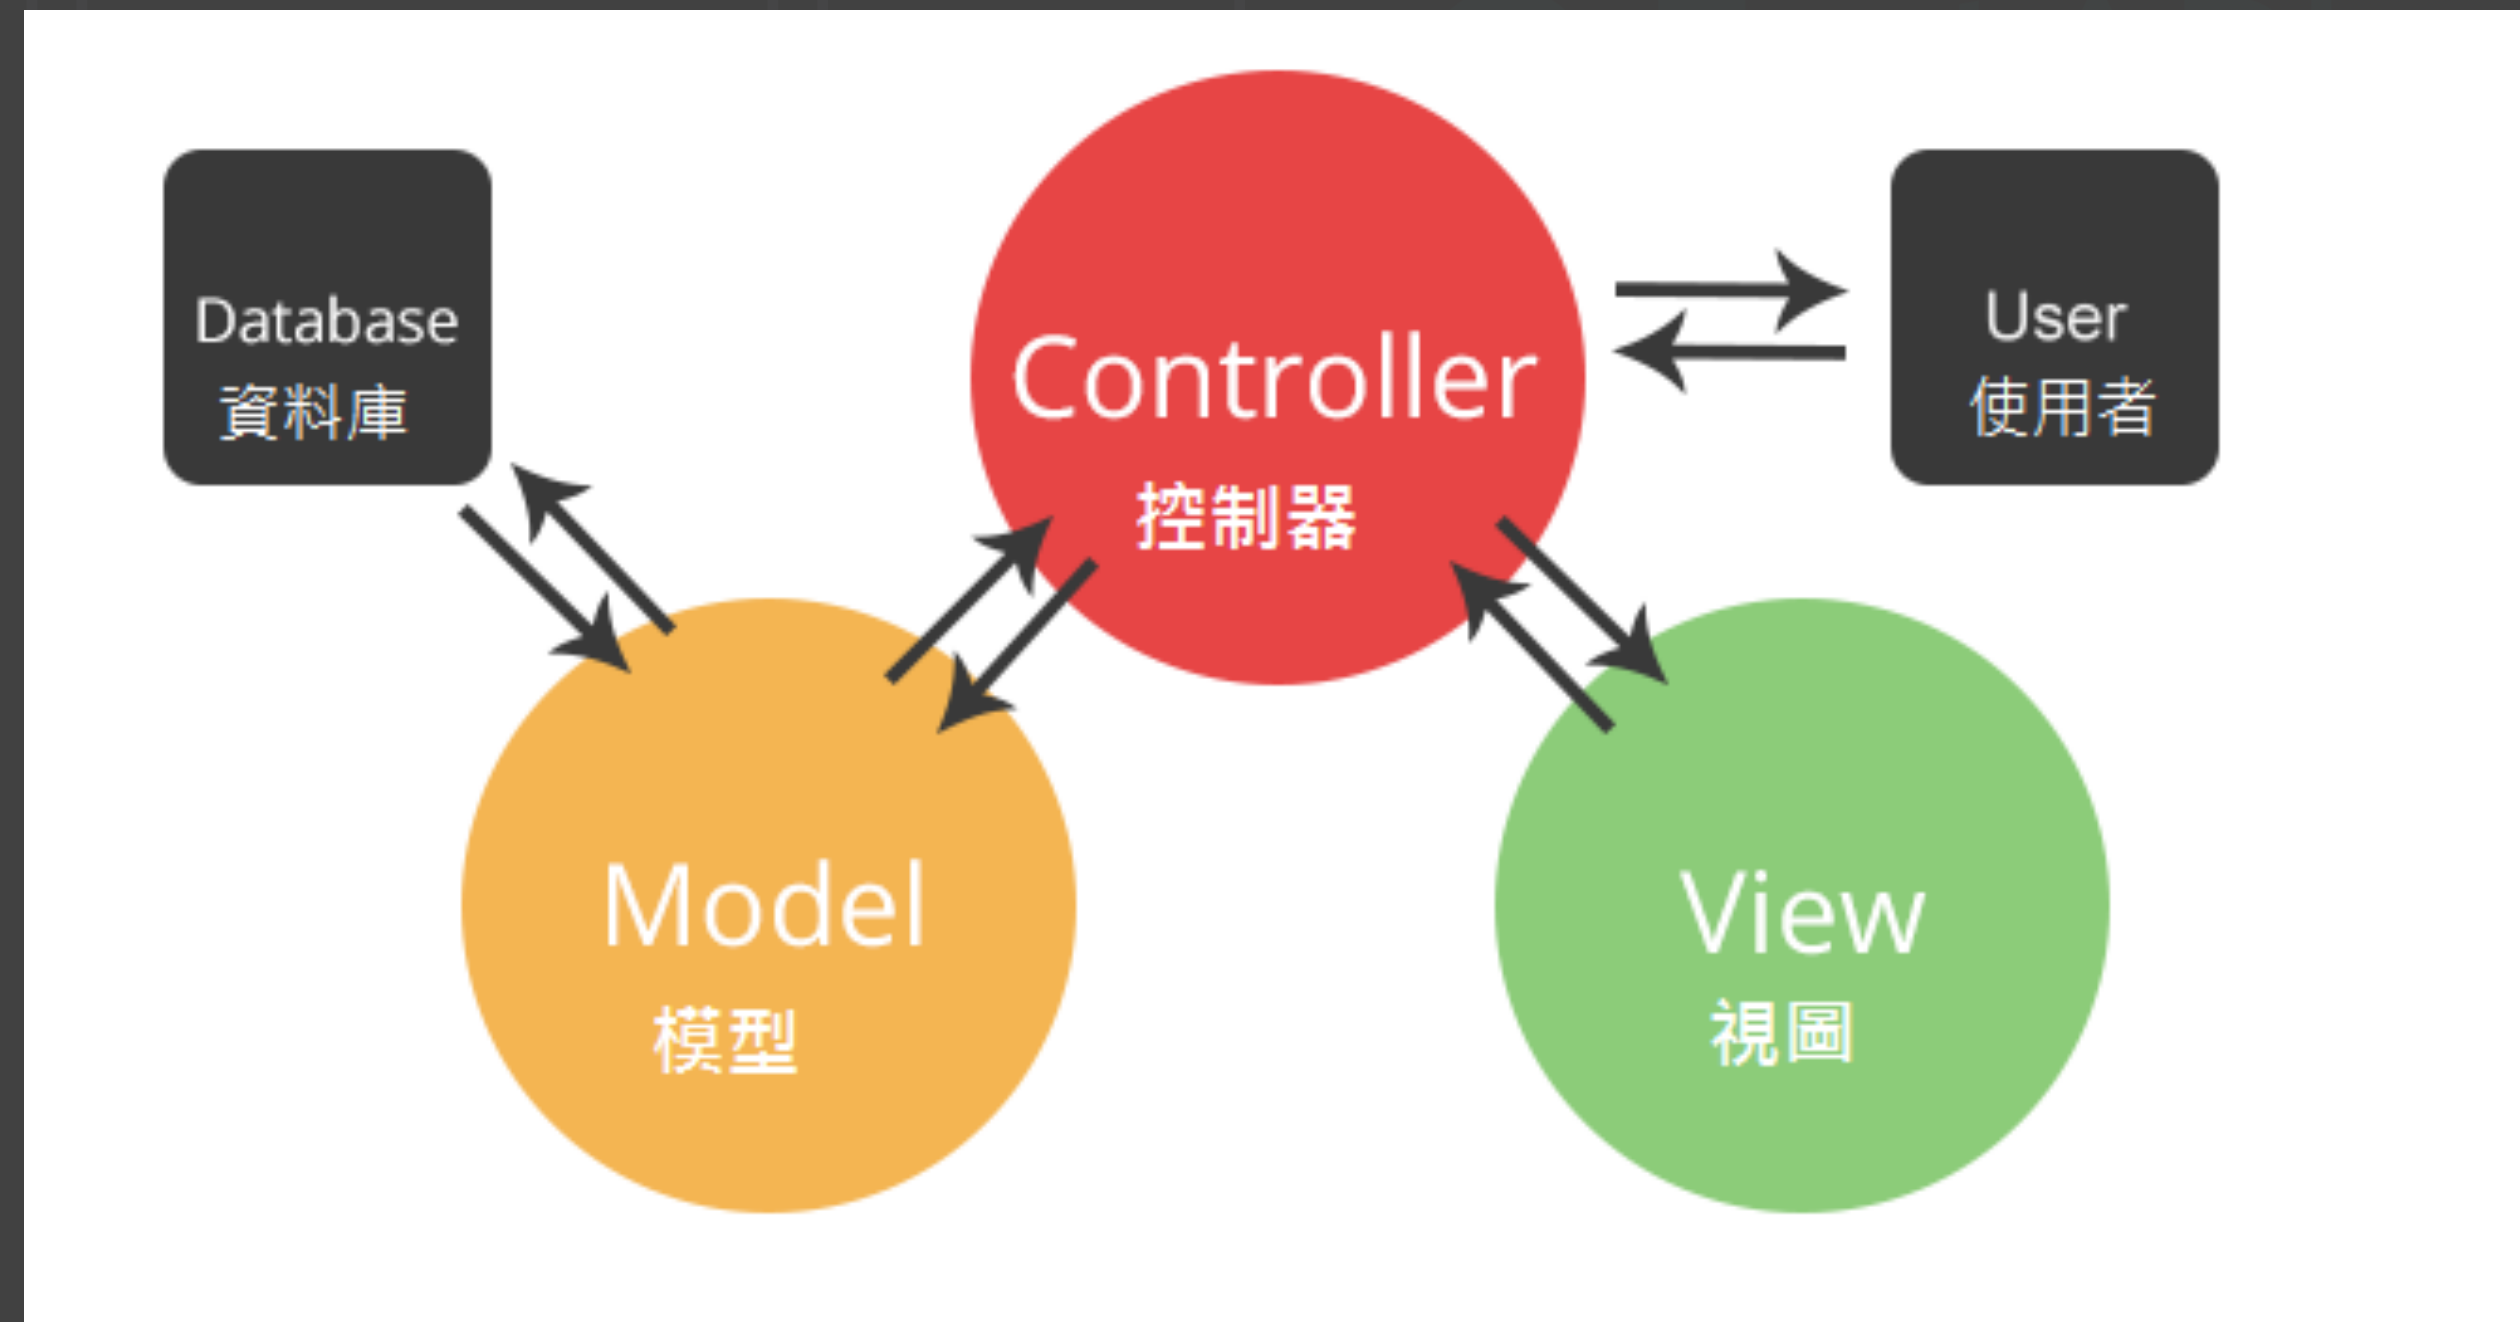 Database
資料庫
Controller
控制器
User
使用者
Model
模型
View
視圖